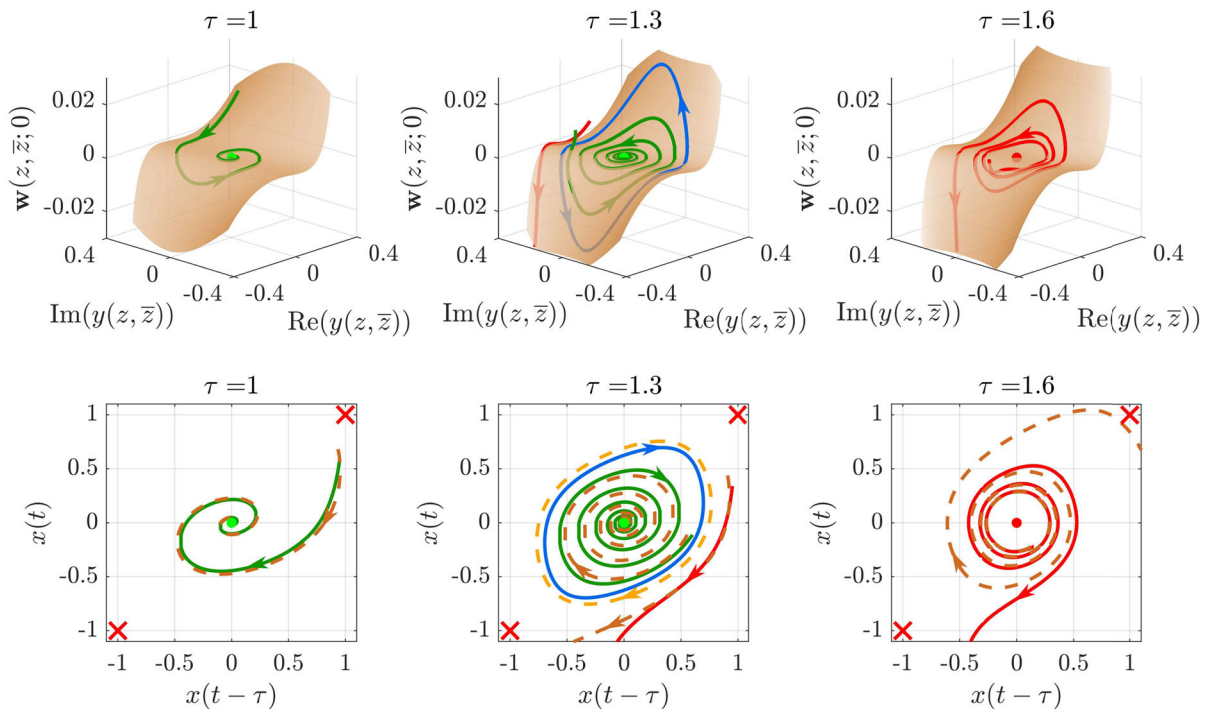 τ =1 τ =1.3 τ =1.6
w(z, z̅; 0) w(z, z̅; 0) w(z, z̅; 0)
0.02 0.02 0.02
0 0 0
-0.02 -0.02 -0.02
0.4 0.4 0.4 0.4 0.4 0.4
0 0 0 0 0 0
-0.4 -0.4 -0.4 -0.4 -0.4 -0.4
Im(y(z, z̅)) Re(y(z, z̅)) Im(y(z, z̅)) Re(y(z, z̅)) Im(y(z, z̅)) Re(y(z, z̅))
τ =1 τ =1.3 τ =1.6
1 1 1
0.5 0.5 0.5
x(t) 0 x(t) 0 x(t) 0
-0.5 -0.5 -0.5
-1 -1 -1
-1 -0.5 0 0.5 1 -1 -0.5 0 0.5 1 -1 -0.5 0 0.5 1
x(t − τ) x(t − τ) x(t − τ)